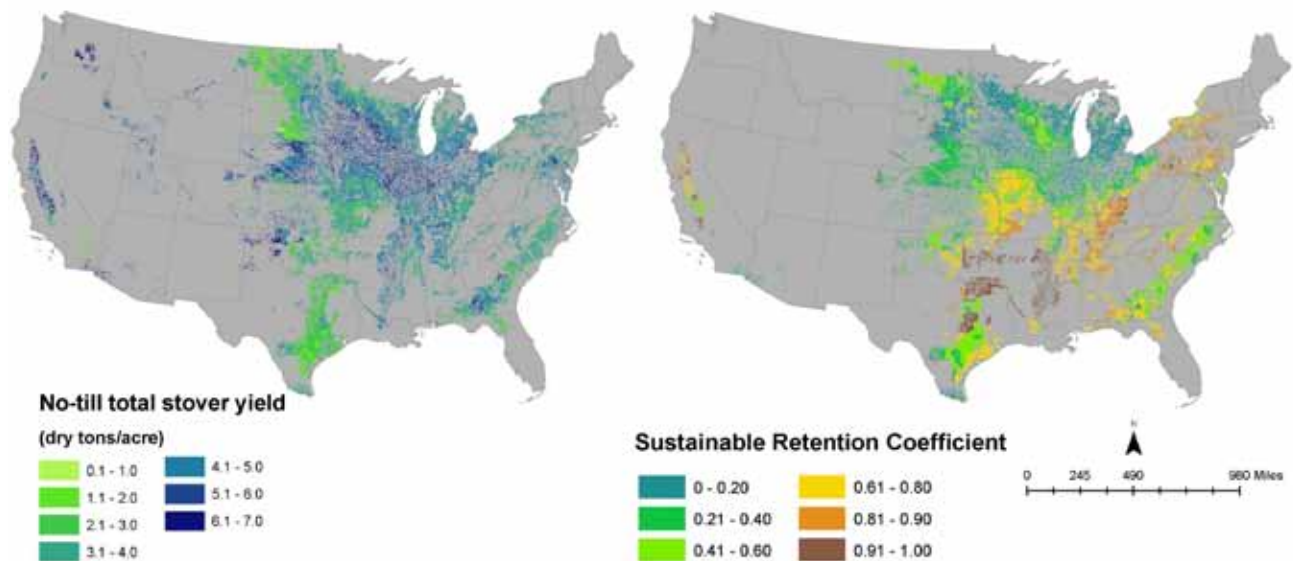 No-till total stover yield
(dry tons/acre)
0.1 - 1.0
1.1 - 2.0
2.1 - 3.0
3.1 - 4.0
4.1 - 5.0
5.1 - 6.0
6.1 - 7.0
Sustainable Retention Coefficient
0 - 0.20
0.21 - 0.40
0.41 - 0.60
0.61 - 0.80
0.81 - 0.90
0.91 - 1.00
N
0 245 490 980 Miles